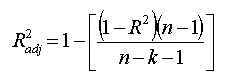 R²adj = 1 − [(1 − R²)(n − 1) / n − k − 1]